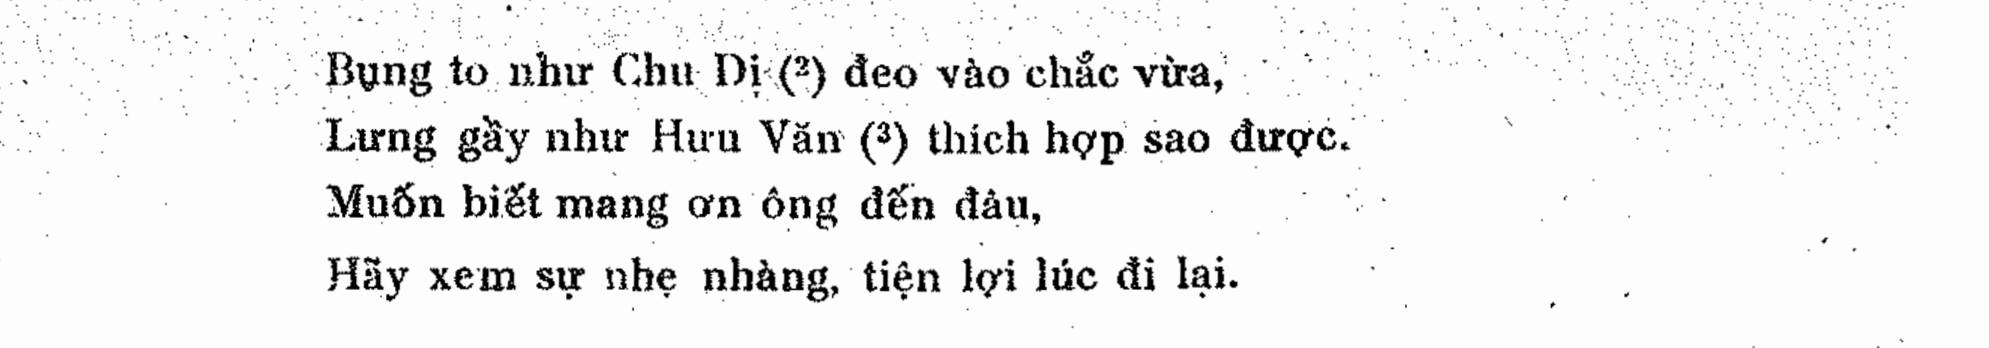 Bụng to như Chu Dị (²) đeo vào chắc vừa,
Lưng gầy như Hưu Văn (³) thích hợp sao được.
Muốn biết mang ơn ông đến đâu,
Hãy xem sự nhẹ nhàng, tiện lợi lúc đi lại.